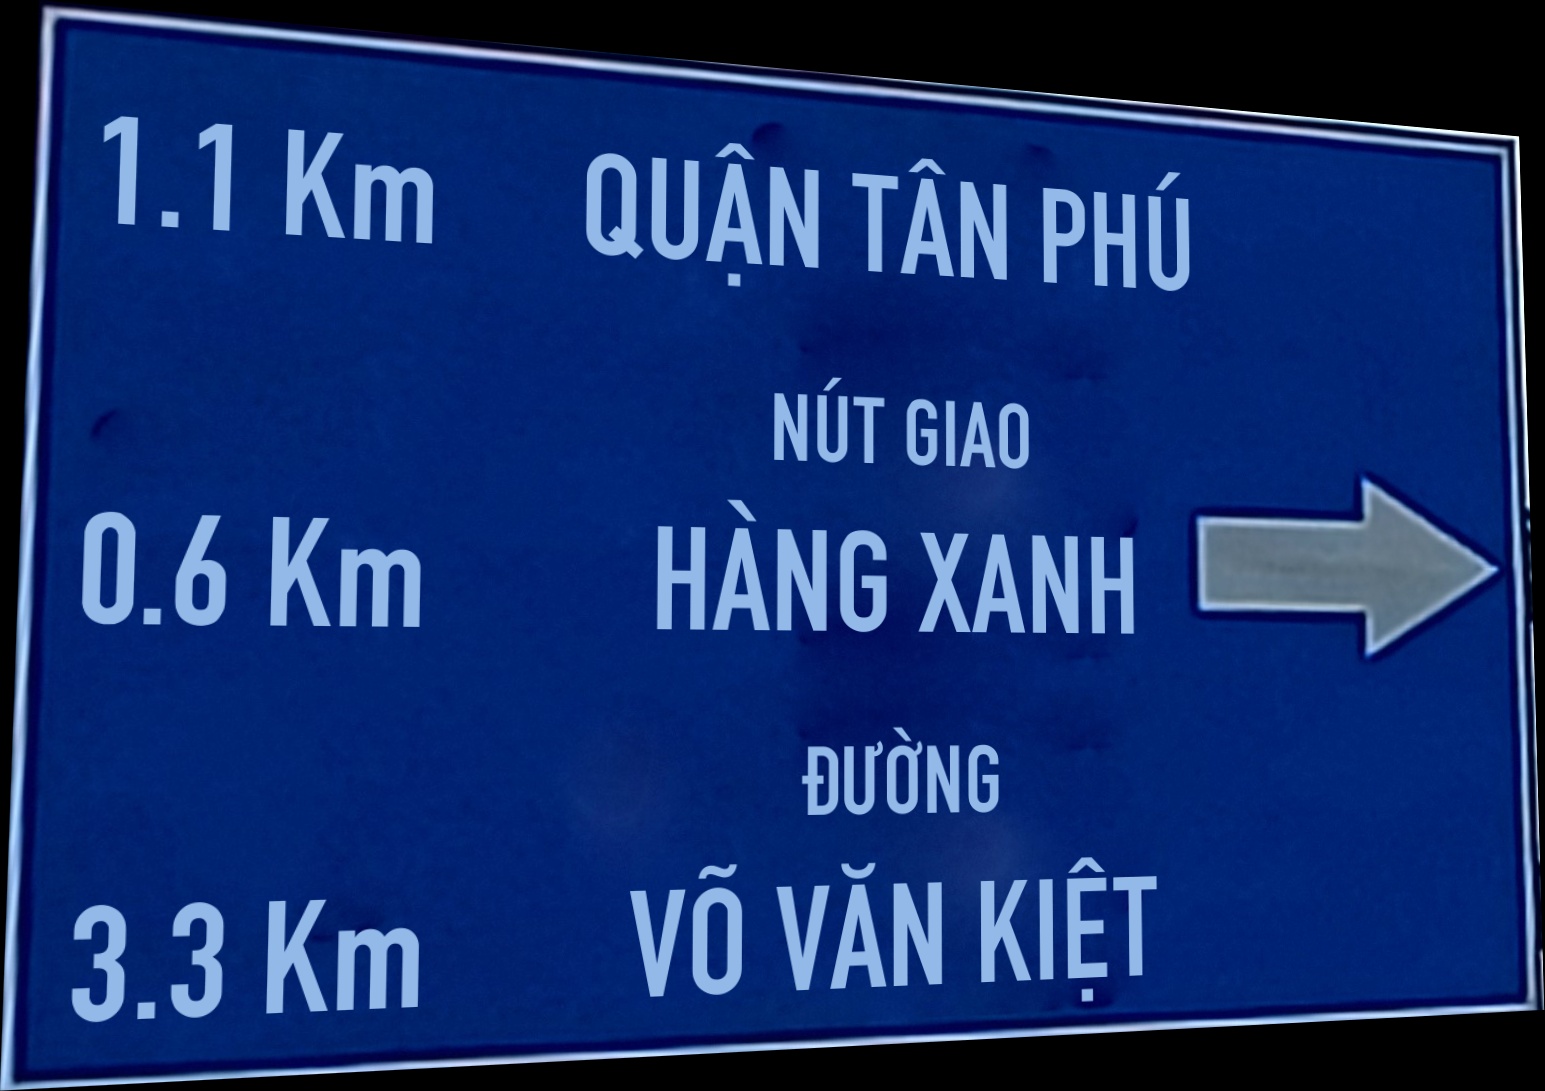 1.1 Km QUẬN TÂN PHÚ
NÚT GIAO
0.6 Km HÀNG XANH
ĐƯỜNG
3.3 Km VÕ VĂN KIỆT